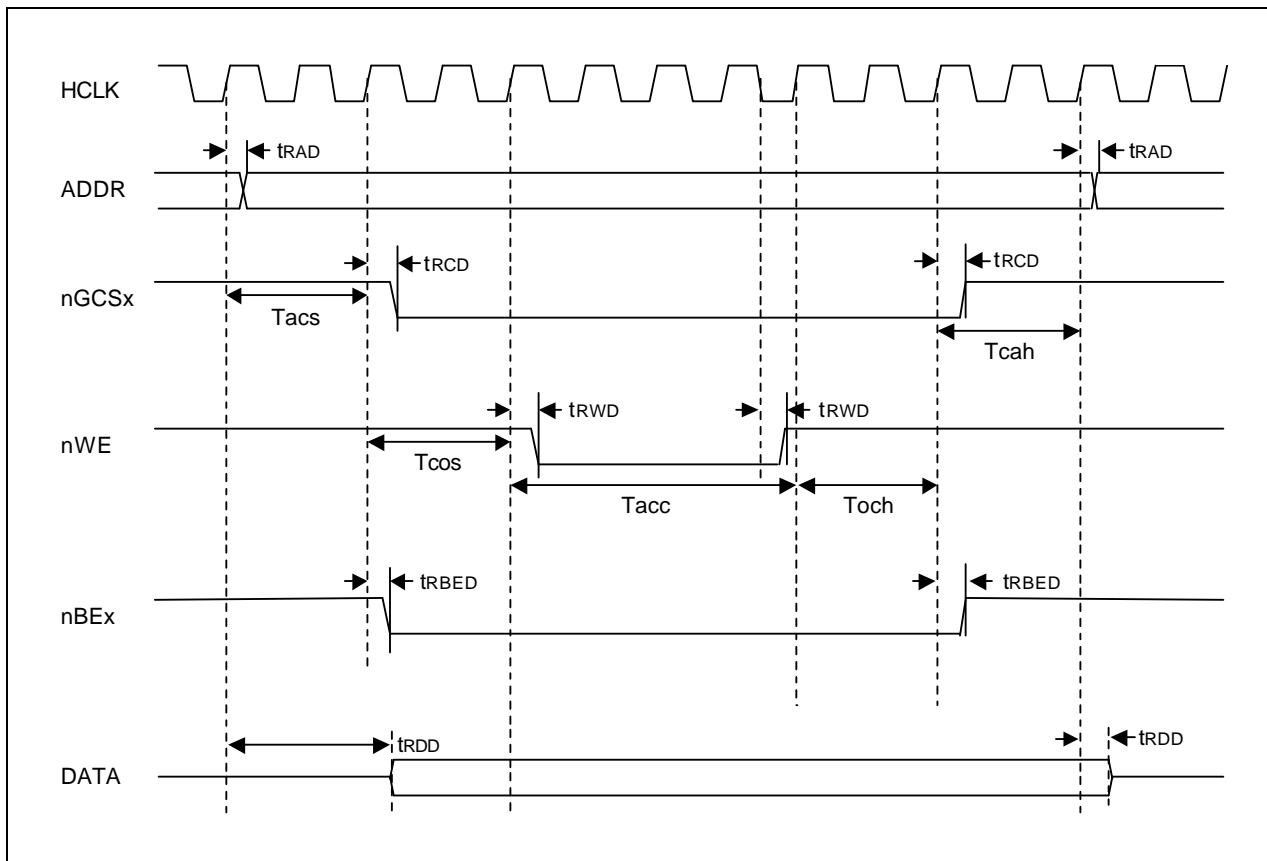 HCLK
tRAD
tRAD
ADDR
tRCD
tRCD
nGCSx
Tacs
Tcah
tRWD
tRWD
nWE
Tcos
Tacc
Toch
tRBED
tRBED
nBEx
tRDD
tRDD
DATA